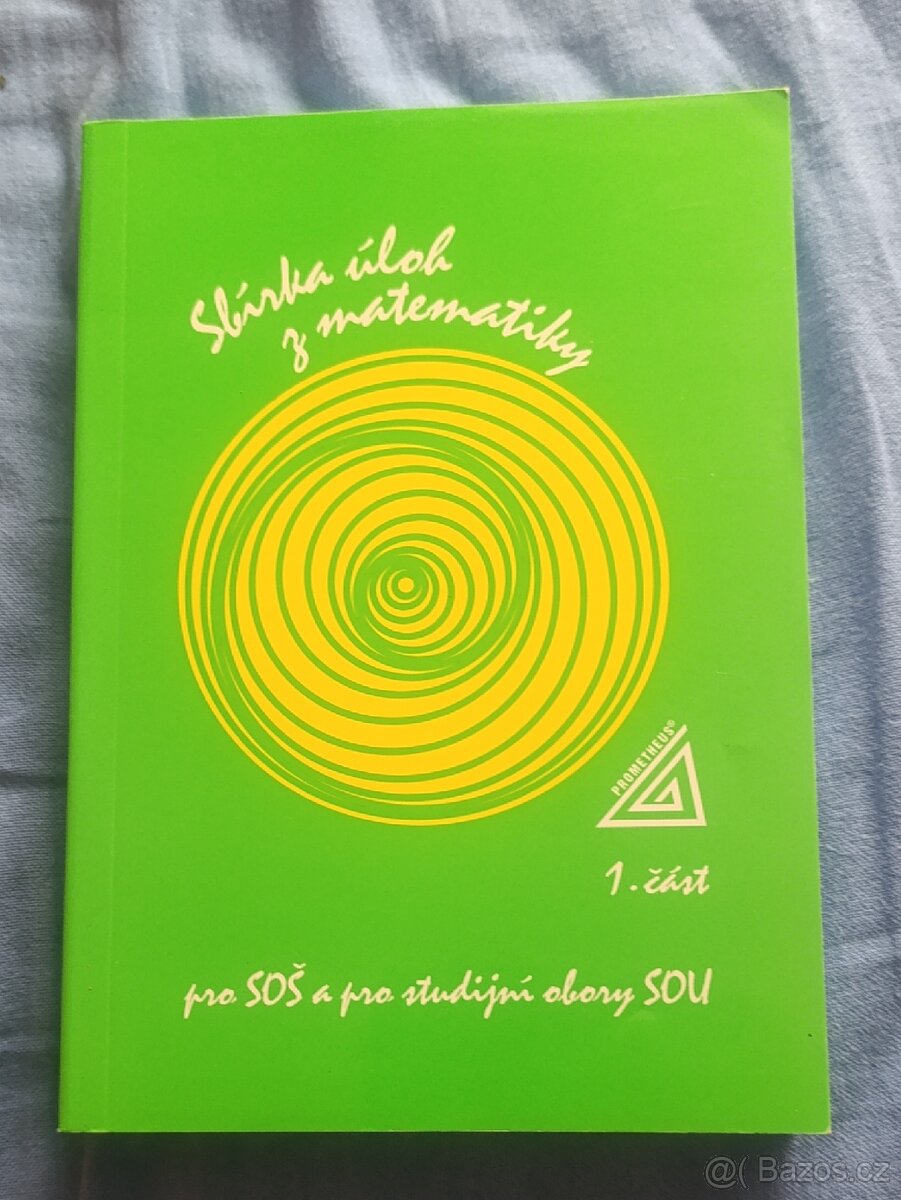 Sbírka úloh
z matematiky
PROMETHEUS®
1. část
pro SOŠ a pro studijní obory SOU
@( Bazos.cz